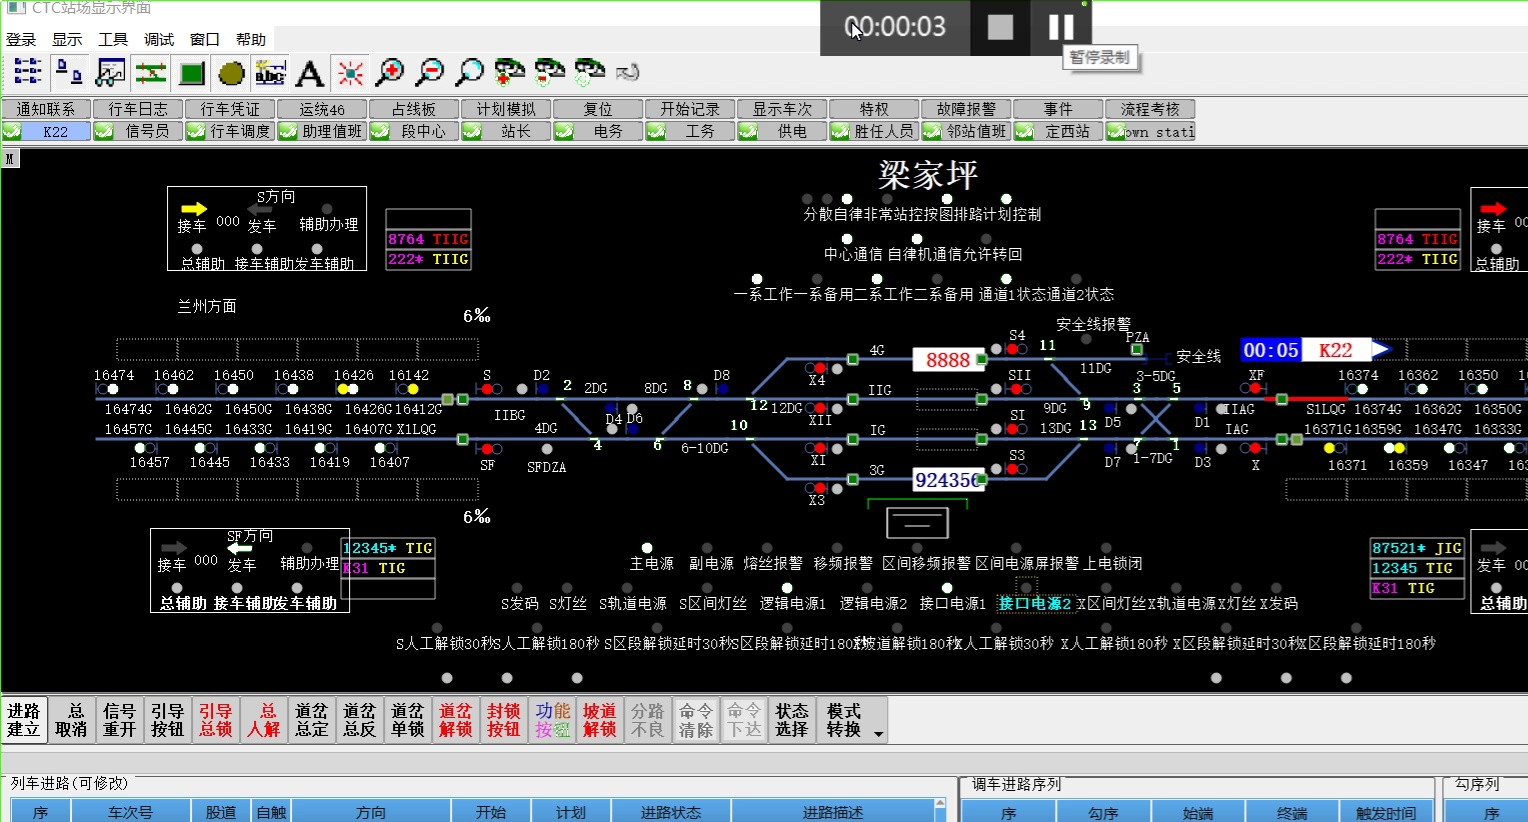 CTC站场显示界面
00:00:03
暂停录制
登录 显示 工具 调试 窗口 帮助
abc A
通知联系 行车日志 行车凭证 运统46 占线板 计划模拟 复位 开始记录 显示车次 特权 故障报警 事件 流程考核
K22 信号员 行车调度 助理值班 段中心 站长 电务 工务 供电 胜任人员 邻站值班 定西站 own stati
M
梁家坪
分散自律非常站控按图排路计划控制
中心通信 自律机通信允许转回
一系工作一系备用二系工作二系备用 通道1状态通道2状态
S方向
接车 000 发车 辅助办理
总辅助 接车辅助发车辅助
8764 TIIG
222* TIIG
8764 TIIG
222* TIIG
接车 00
总辅助
兰州方面
6‰
安全线报警
PZA
安全线
00:05 K22
16474 16462 16450 16438 16426 16142 S D2 2 2DG 8DG 8 D8 X4 4G 8888 S4 11 11DG 3-5DG XF 16374 16362 16350
16474G 16462G 16450G 16438G 16426G 16412G IIBG D4 D6 12 12DG XII IIG SII 9DG 9 D5 3 5 D1 IIAG S1LQG 16374G 16362G 16350G
16457G 16445G 16433G 16419G 16407G X1LQG 4DG 4 6 6-10DG 10 XI IG SI 13DG 13 D7 7 1 1-7DG D3 IAG X 16371G 16359G 16347G 16333G
16457 16445 16433 16419 16407 SF SFDZA X3 3G 924356 S3 16371 16359 16347
6‰
SF方向
接车 000 发车 辅助办理
总辅助 接车辅助发车辅助
12345* TIG
K31 TIG
87521* JIG
12345 TIG
K31 TIG
发车 00
总辅助
主电源 副电源 熔丝报警 移频报警 区间移频报警 区间电源屏报警 上电锁闭
S发码 S灯丝 S轨道电源 S区间灯丝 逻辑电源1 逻辑电源2 接口电源1 接口电源2 X区间灯丝X轨道电源X灯丝 X发码
S人工解锁30秒S人工解锁180秒 S区段解锁延时30秒S区段解锁延时180秒坡道解锁180秒X人工解锁30秒 X人工解锁180秒 X区段解锁延时30秒X区段解锁延时180秒
进路建立 总取消 信号重开 引导按钮 引导总锁 总人解 道岔总定 道岔总反 道岔单锁 道岔解锁 封锁按钮 功能按钮 坡道解锁 分路不良 命令清除 命令下达 状态选择 模式转换
列车进路(可修改) 调车进路序列 勾序列
序 车次号 股道 自触 方向 开始 计划 进路状态 进路描述 序 勾序 始端 终端 触发时间 序